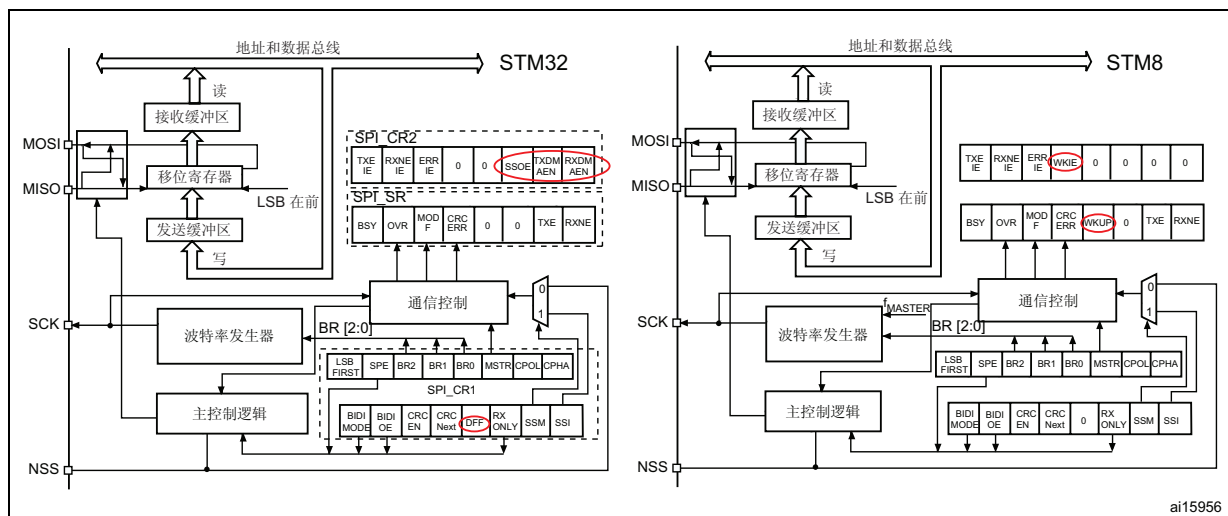 地址和数据总线
STM32
读
接收缓冲区
MOSI
SPI_CR2
TXE IE RXNE IE ERR IE 0 0 SSOE TXDM AEN RXDM AEN
移位寄存器
MISO
LSB 在前
SPI_SR
BSY OVR MOD F CRC ERR 0 0 TXE RXNE
发送缓冲区
写
通信控制
0
1
SCK
波特率发生器
BR [2:0]
LSB FIRST SPE BR2 BR1 BR0 MSTR CPOL CPHA
SPI_CR1
主控制逻辑
BIDI MODE BIDI OE CRC EN CRC Next DFF RX ONLY SSM SSI
NSS
地址和数据总线
STM8
读
接收缓冲区
MOSI
TXE IE RXNE IE ERR IE WKIE 0 0 0 0
移位寄存器
MISO
LSB 在前
BSY OVR MOD F CRC ERR WKUP 0 TXE RXNE
发送缓冲区
写
通信控制
0
1
fMASTER
SCK
波特率发生器
BR [2:0]
LSB FIRST SPE BR2 BR1 BR0 MSTR CPOL CPHA
主控制逻辑
BIDI MODE BIDI OE CRC EN CRC Next 0 RX ONLY SSM SSI
NSS
ai15956